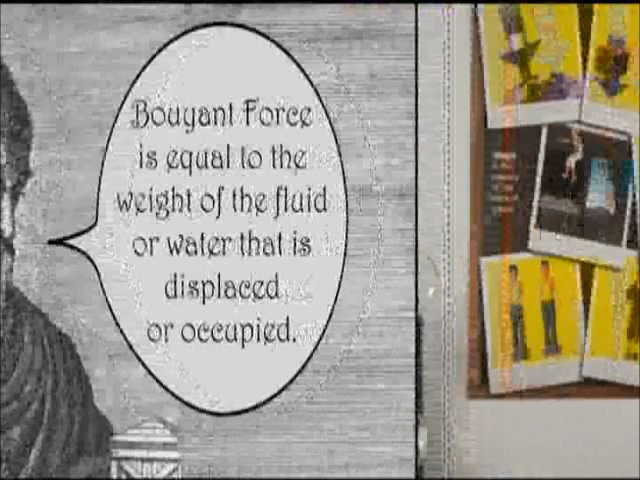 Bouyant Force
is equal to the
weight of the fluid
or water that is
displaced
or occupied.